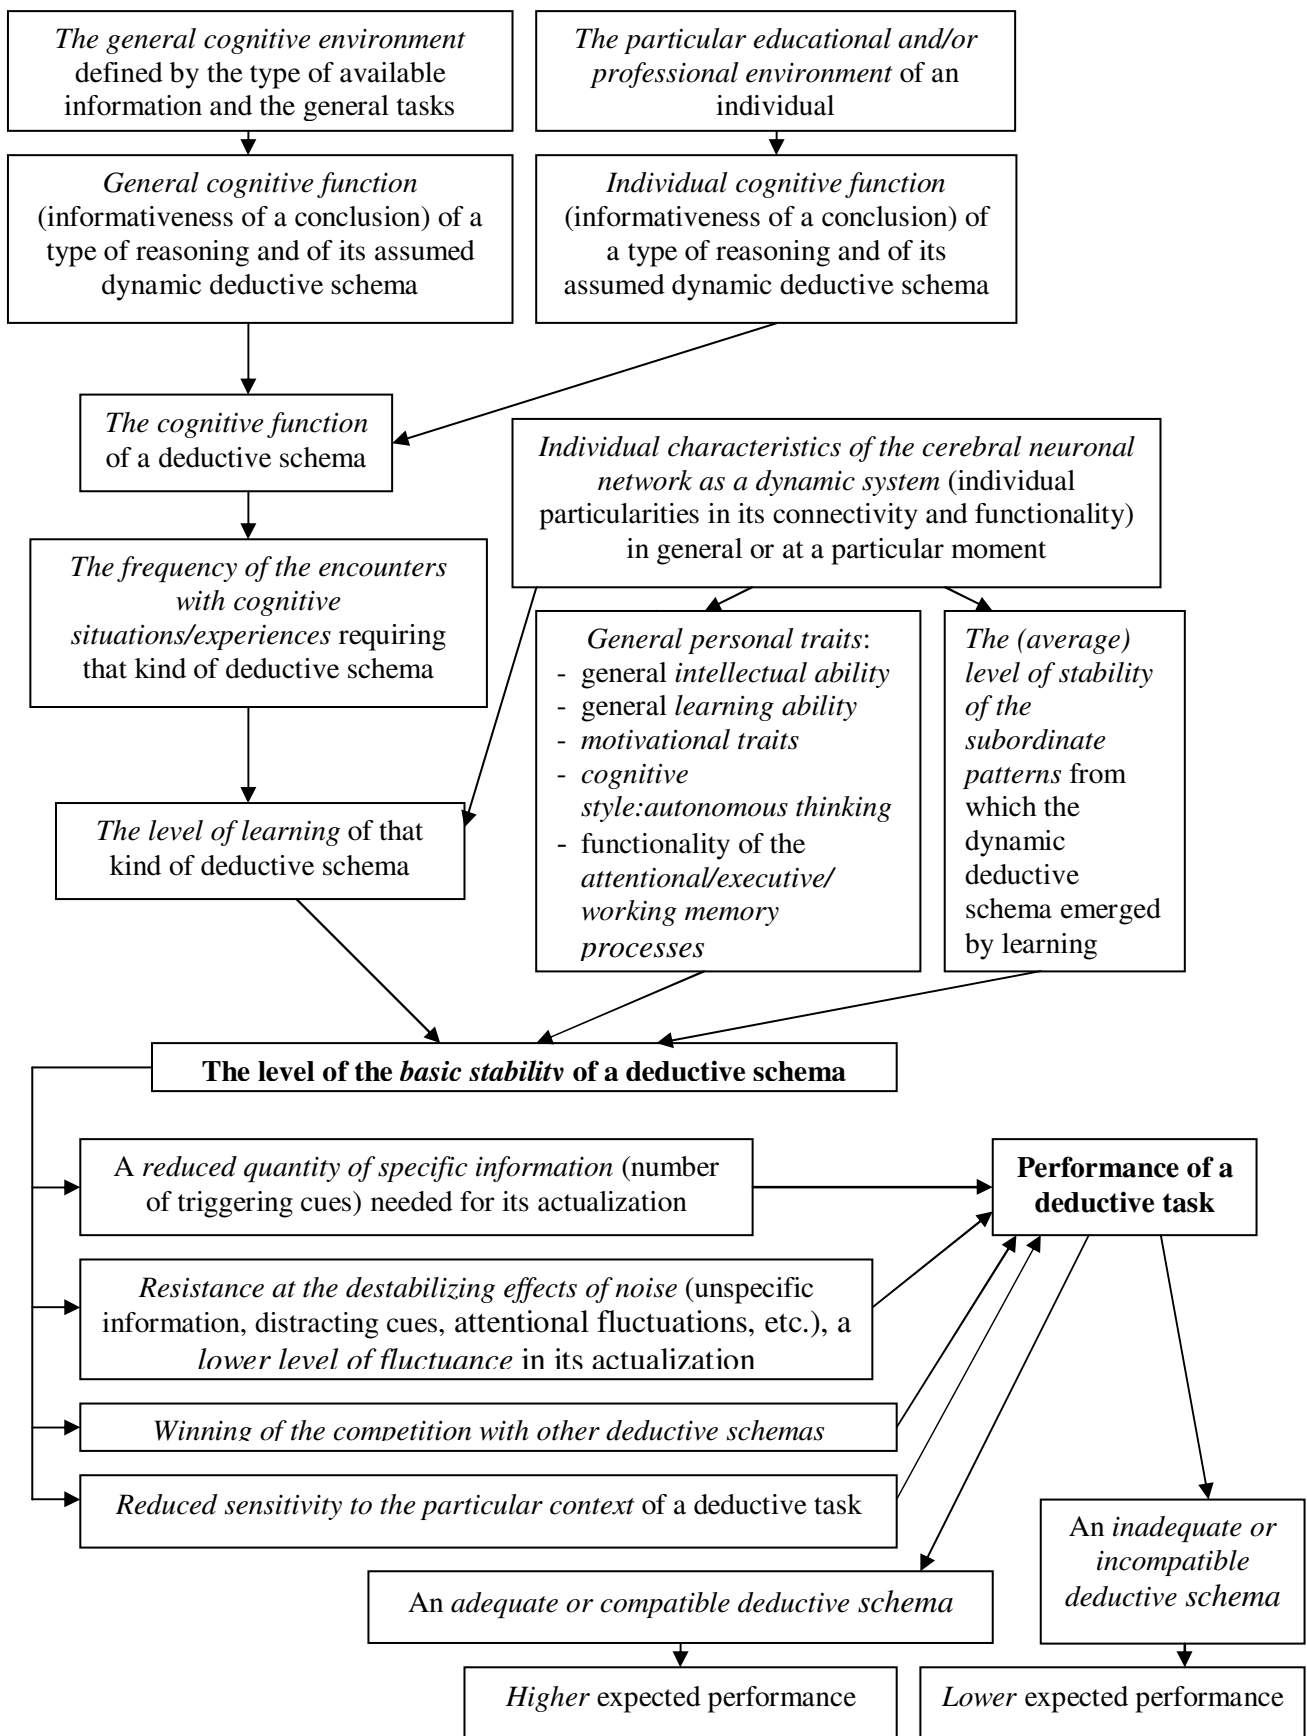 The general cognitive environment
defined by the type of available
information and the general tasks
The particular educational and/or
professional environment of an
individual
General cognitive function
(informativeness of a conclusion) of a
type of reasoning and of its assumed
dynamic deductive schema
Individual cognitive function
(informativeness of a conclusion) of
a type of reasoning and of its
assumed dynamic deductive schema
The cognitive function
of a deductive schema
Individual characteristics of the cerebral neuronal
network as a dynamic system (individual
particularities in its connectivity and functionality)
in general or at a particular moment
The frequency of the encounters
with cognitive
situations/experiences requiring
that kind of deductive schema
General personal traits:
- general intellectual ability
- general learning ability
- motivational traits
- cognitive
style:autonomous thinking
- functionality of the
attentional/executive/
working memory
processes
The (average)
level of stability
of the
subordinate
patterns from
which the
dynamic
deductive
schema emerged
by learning
The level of learning of that
kind of deductive schema
The level of the basic stability of a deductive schema
A reduced quantity of specific information (number
of triggering cues) needed for its actualization
Performance of a
deductive task
Resistance at the destabilizing effects of noise (unspecific
information, distracting cues, attentional fluctuations, etc.), a
lower level of fluctuance in its actualization
Winning of the competition with other deductive schemas
Reduced sensitivity to the particular context of a deductive task
An inadequate or
incompatible
deductive schema
An adequate or compatible deductive schema
Higher expected performance
Lower expected performance